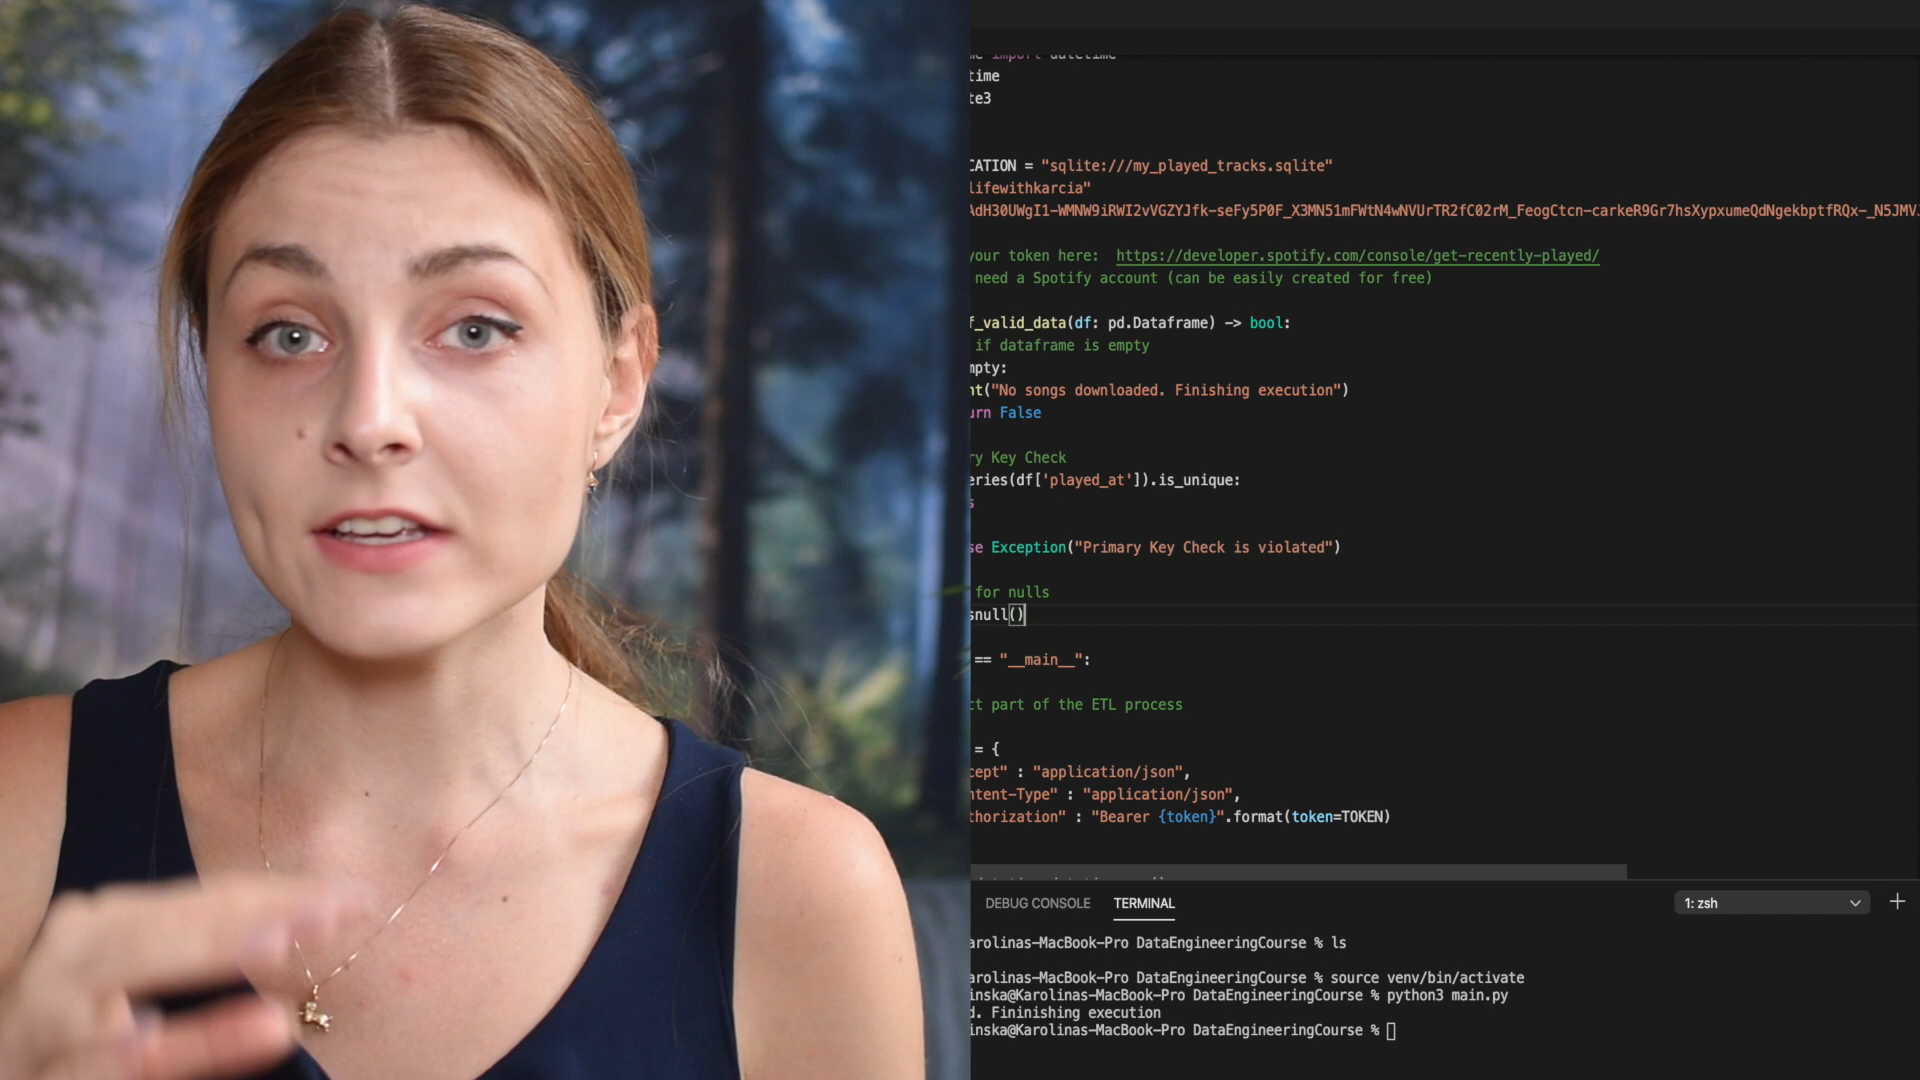 import datetime
time
te3
CATION = "sqlite:///my_played_tracks.sqlite"
lifewithkarcia"
AdH30UWgI1-WMNW9iRWI2vVGZYJfk-seFy5P0F_X3MN51mFWtN4wNVUrTR2fC02rM_FeogCtcn-carkeR9Gr7hsXypxumeQdNgekbptfRQx-_N5JMVJ
your token here: https://developer.spotify.com/console/get-recently-played/
need a Spotify account (can be easily created for free)
f_valid_data(df: pd.Dataframe) -> bool:
if dataframe is empty
mpty:
nt("No songs downloaded. Finishing execution")
urn False
ry Key Check
eries(df['played_at']).is_unique:
s
se Exception("Primary Key Check is violated")
for nulls
snull()
== "__main__":
ct part of the ETL process
= {
cept" : "application/json",
ntent-Type" : "application/json",
thorization" : "Bearer {token}".format(token=TOKEN)
DEBUG CONSOLE TERMINAL 1: zsh
arolinas-MacBook-Pro DataEngineeringCourse % ls
arolinas-MacBook-Pro DataEngineeringCourse % source venv/bin/activate
inska@Karolinas-MacBook-Pro DataEngineeringCourse % python3 main.py
d. Fininishing execution
inska@Karolinas-MacBook-Pro DataEngineeringCourse %